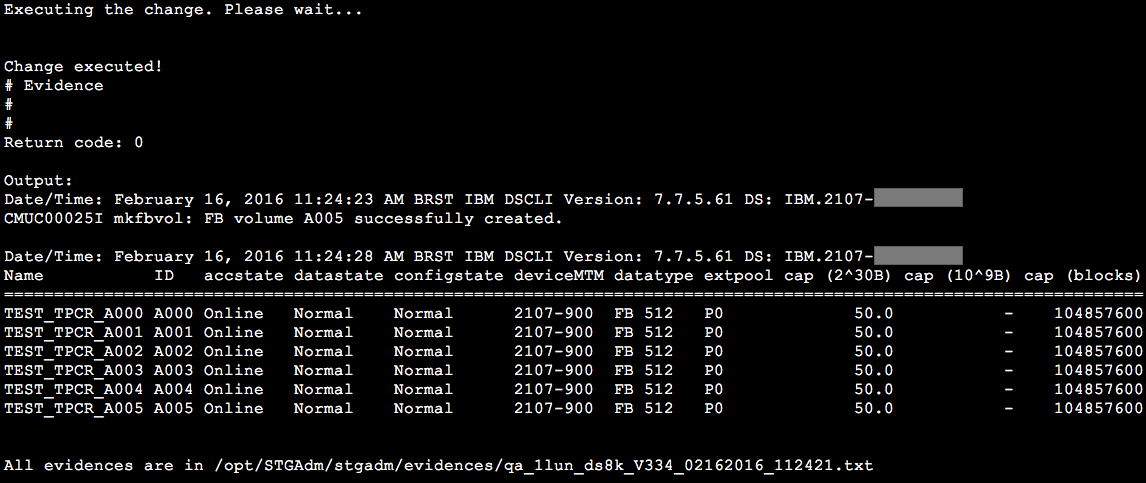 Executing the change. Please wait...
Change executed!
# Evidence
#
#
Return code: 0
Output:
Date/Time: February 16, 2016 11:24:23 AM BRST IBM DSCLI Version: 7.7.5.61 DS: IBM.2107-
CMUC00025I mkfbvol: FB volume A005 successfully created.
Date/Time: February 16, 2016 11:24:28 AM BRST IBM DSCLI Version: 7.7.5.61 DS: IBM.2107-
Name           ID   accstate datastate configstate deviceMTM datatype extpool cap (2^30B) cap (10^9B) cap (blocks)
==================================================================================================================
TEST_TPCR_A000 A000 Online   Normal    Normal      2107-900  FB 512   P0             50.0           -    104857600
TEST_TPCR_A001 A001 Online   Normal    Normal      2107-900  FB 512   P0             50.0           -    104857600
TEST_TPCR_A002 A002 Online   Normal    Normal      2107-900  FB 512   P0             50.0           -    104857600
TEST_TPCR_A003 A003 Online   Normal    Normal      2107-900  FB 512   P0             50.0           -    104857600
TEST_TPCR_A004 A004 Online   Normal    Normal      2107-900  FB 512   P0             50.0           -    104857600
TEST_TPCR_A005 A005 Online   Normal    Normal      2107-900  FB 512   P0             50.0           -    104857600
All evidences are in /opt/STGAdm/stgadm/evidences/qa_1lun_ds8k_V334_02162016_112421.txt